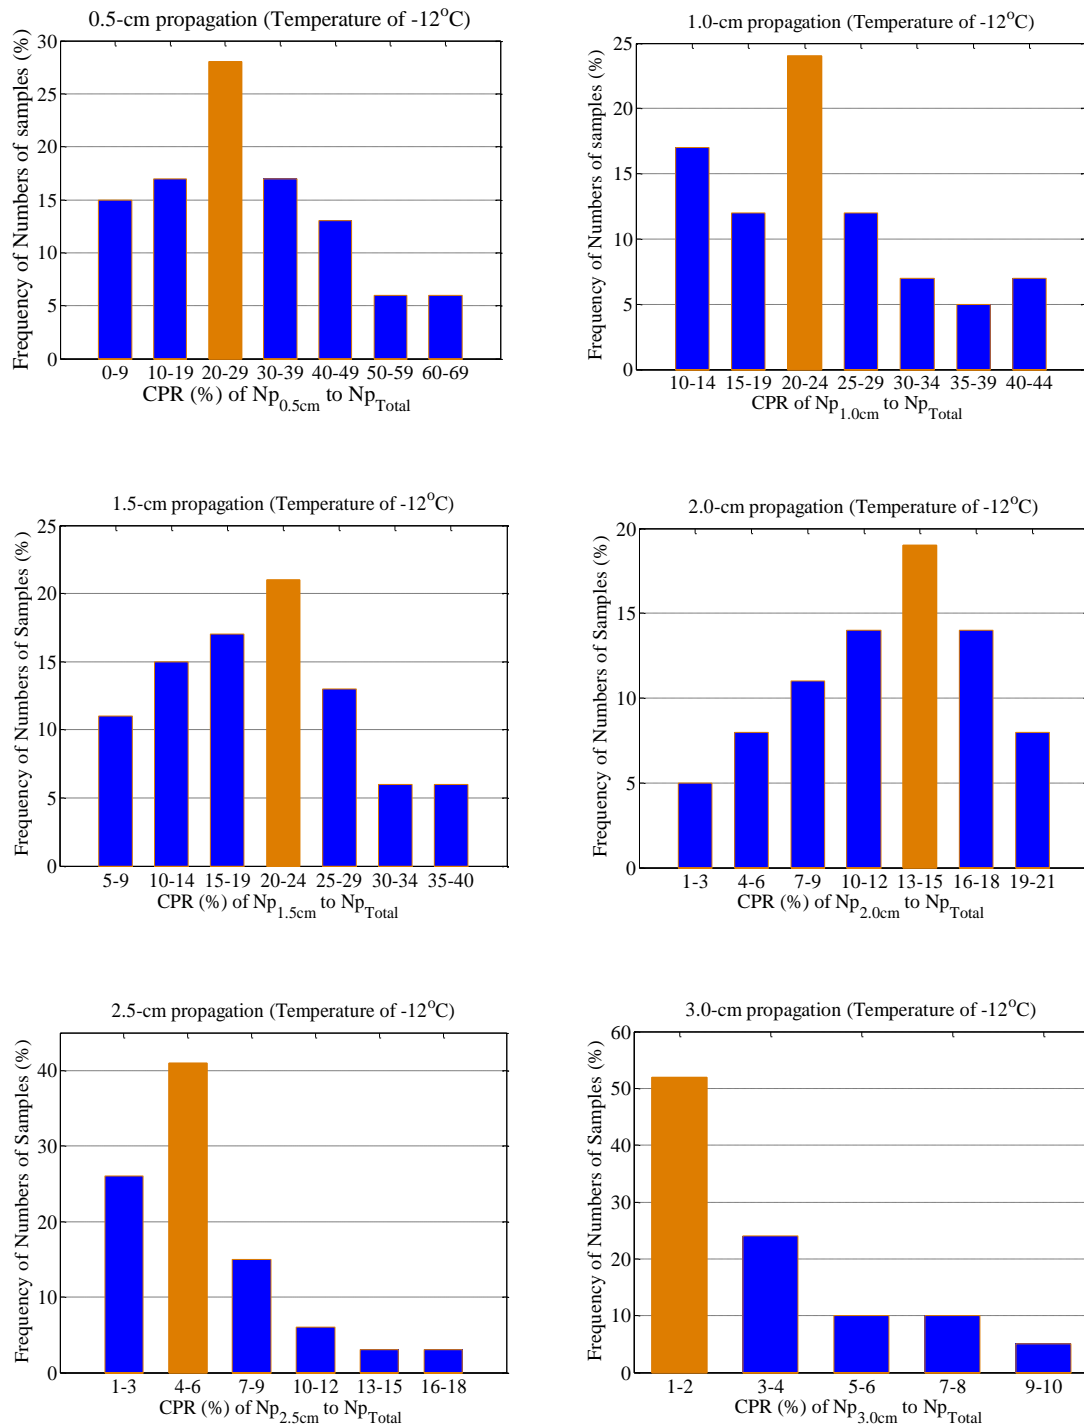 0.5-cm propagation (Temperature of -12°C)
Frequency of Numbers of samples (%)
30
25
20
15
10
5
0
0-9 10-19 20-29 30-39 40-49 50-59 60-69
CPR (%) of Np0.5cm to NpTotal
1.0-cm propagation (Temperature of -12°C)
Frequency of Numbers of samples (%)
25
20
15
10
5
0
10-14 15-19 20-24 25-29 30-34 35-39 40-44
CPR of Np1.0cm to NpTotal
1.5-cm propagation (Temperature of -12°C)
Frequency of Numbers of Samples (%)
25
20
15
10
5
0
5-9 10-14 15-19 20-24 25-29 30-34 35-40
CPR (%) of Np1.5cm to NpTotal
2.0-cm propagation (Temperature of -12°C)
Frequency of Numbers of Samples (%)
20
15
10
5
0
1-3 4-6 7-9 10-12 13-15 16-18 19-21
CPR (%) of Np2.0cm to NpTotal
2.5-cm propagation (Temperature of -12°C)
Frequency of Numbers of Samples (%)
40
30
20
10
0
1-3 4-6 7-9 10-12 13-15 16-18
CPR (%) of Np2.5cm to NpTotal
3.0-cm propagation (Temperature of -12°C)
Frequency of Numbers of Samples (%)
60
50
40
30
20
10
0
1-2 3-4 5-6 7-8 9-10
CPR (%) of Np3.0cm to NpTotal